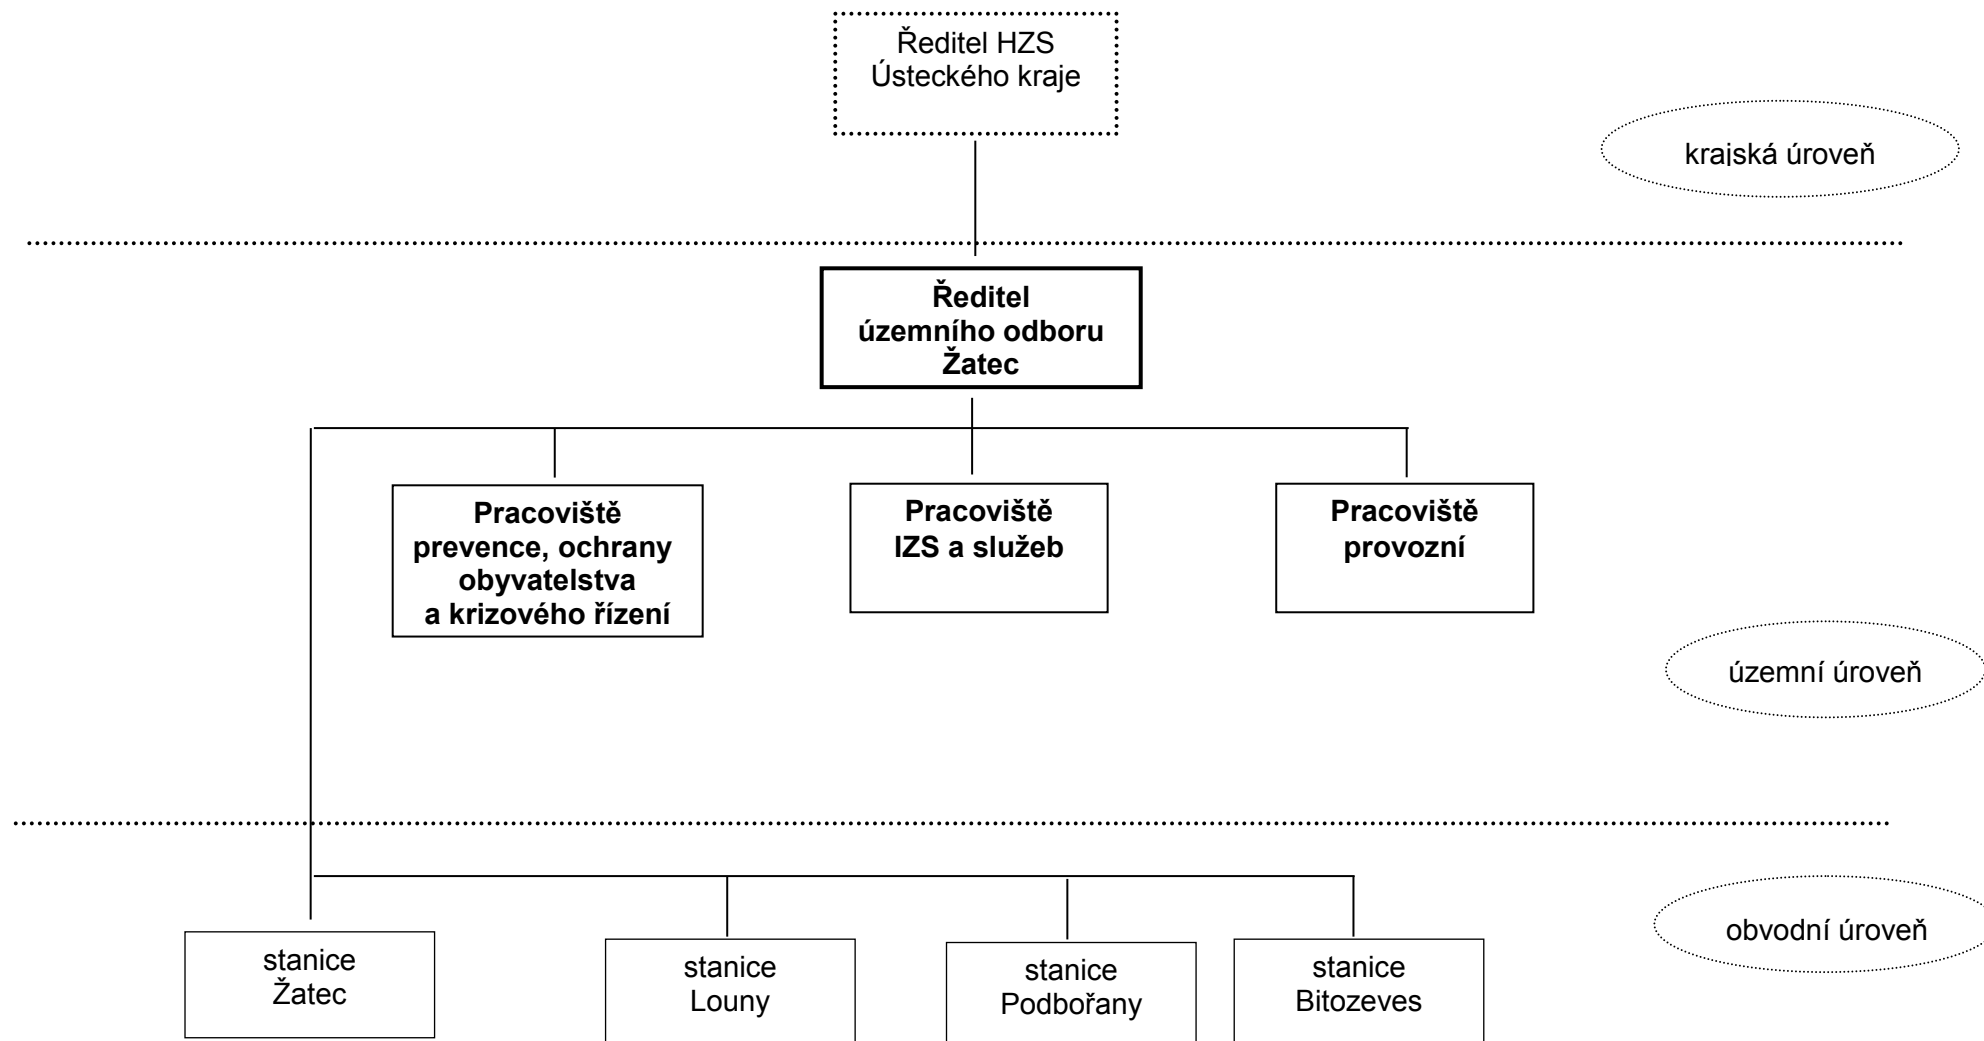 Ředitel HZS
Ústeckého kraje
krajská úroveň
Ředitel
územního odboru
Žatec
Pracoviště
prevence, ochrany
obyvatelstva
a krizového řízení
Pracoviště
IZS a služeb
Pracoviště
provozní
územní úroveň
obvodní úroveň
stanice
Žatec
stanice
Louny
stanice
Podbořany
stanice
Bitozeves